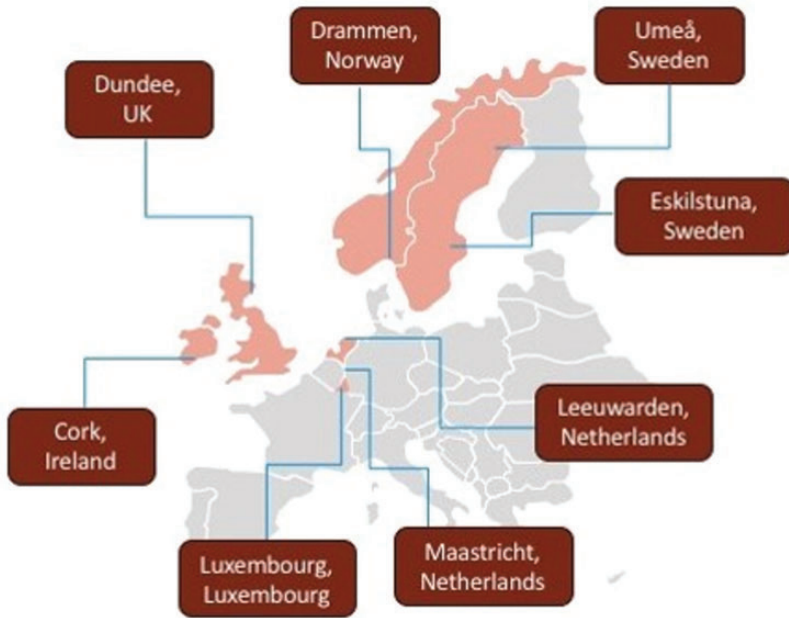 Drammen,
Norway
Umeå,
Sweden
Dundee,
UK
Eskilstuna,
Sweden
Leeuwarden,
Netherlands
Cork,
Ireland
Maastricht,
Netherlands
Luxembourg,
Luxembourg